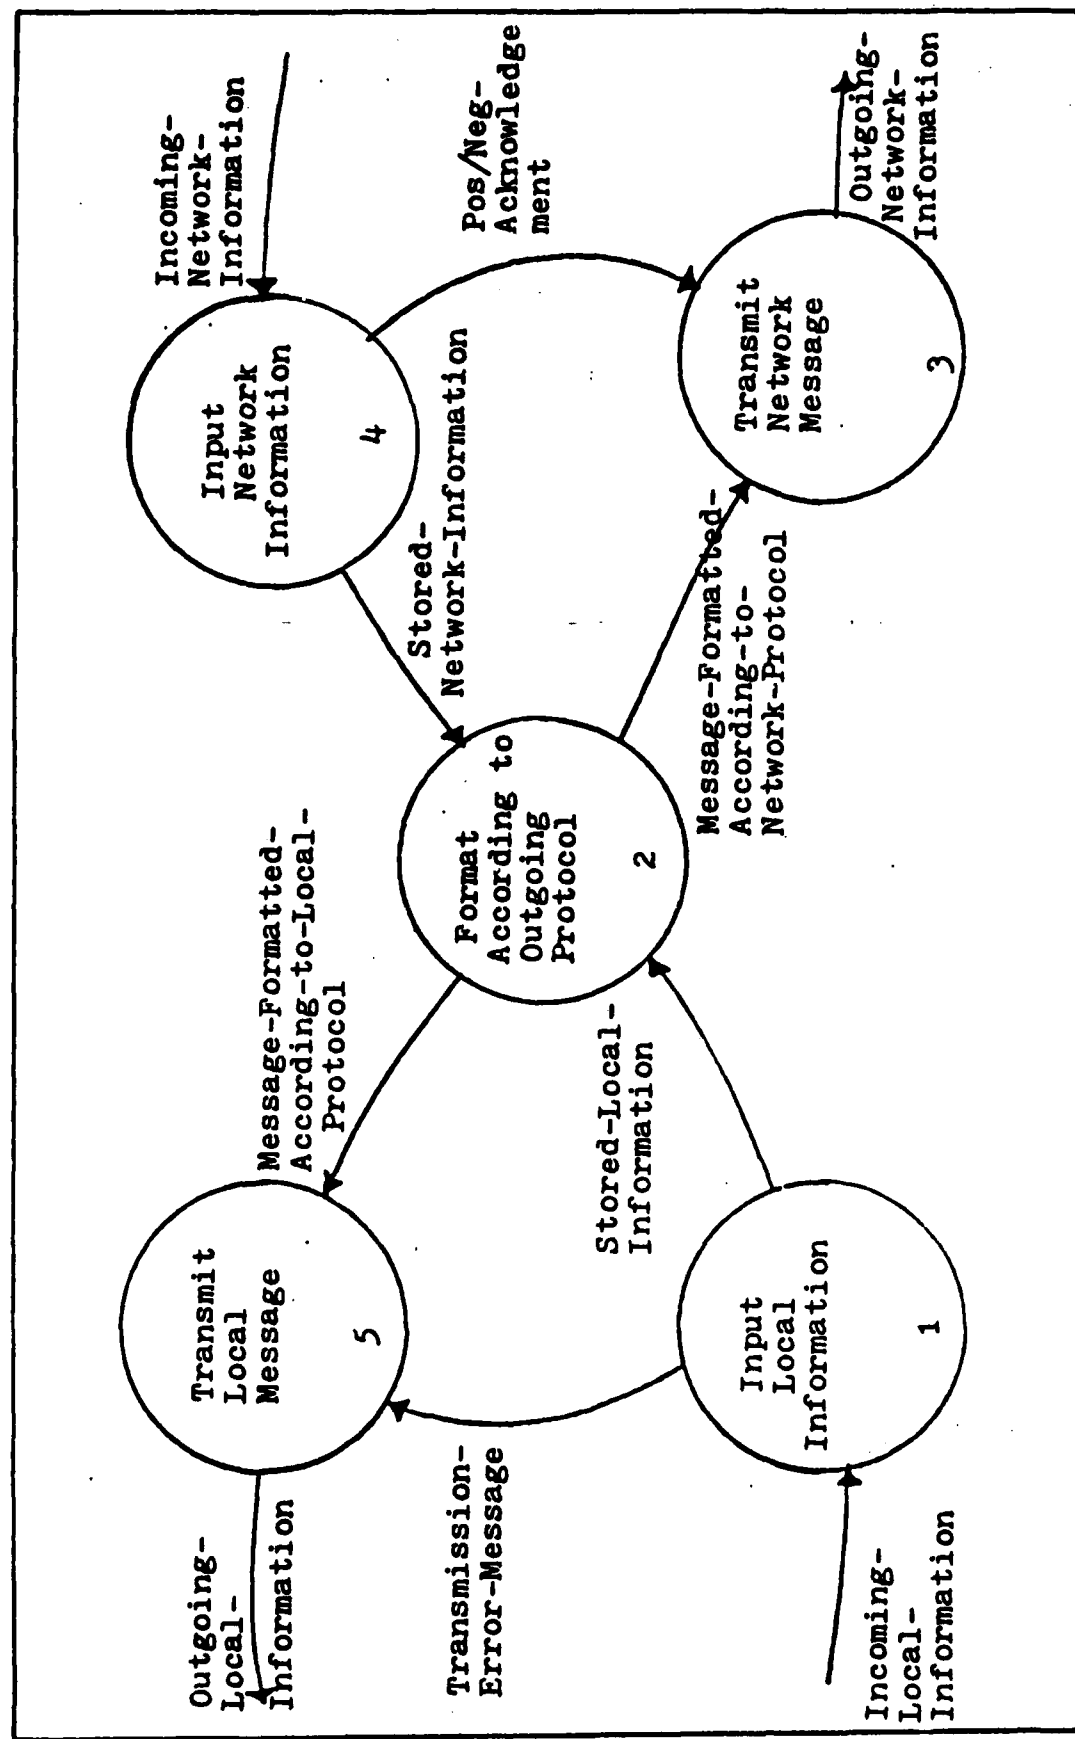 Outgoing-
Local-
Information
Transmit
Local
Message
5
Message-Formatted-
According-to-Local-
Protocol
Input
Network
Information
4
Incoming-
Network-
Information
Transmission-
Error-Message
Format
According to
Outgoing
Protocol
2
Stored-
Network-Information
Pos/Neg-
Acknowledge
ment
Stored-Local-
Information
Message-Formatted-
According-to-
Network-Protocol
Incoming-
Local-
Information
Input
Local
Information
1
Transmit
Network
Message
3
Outgoing-
Network-
Information